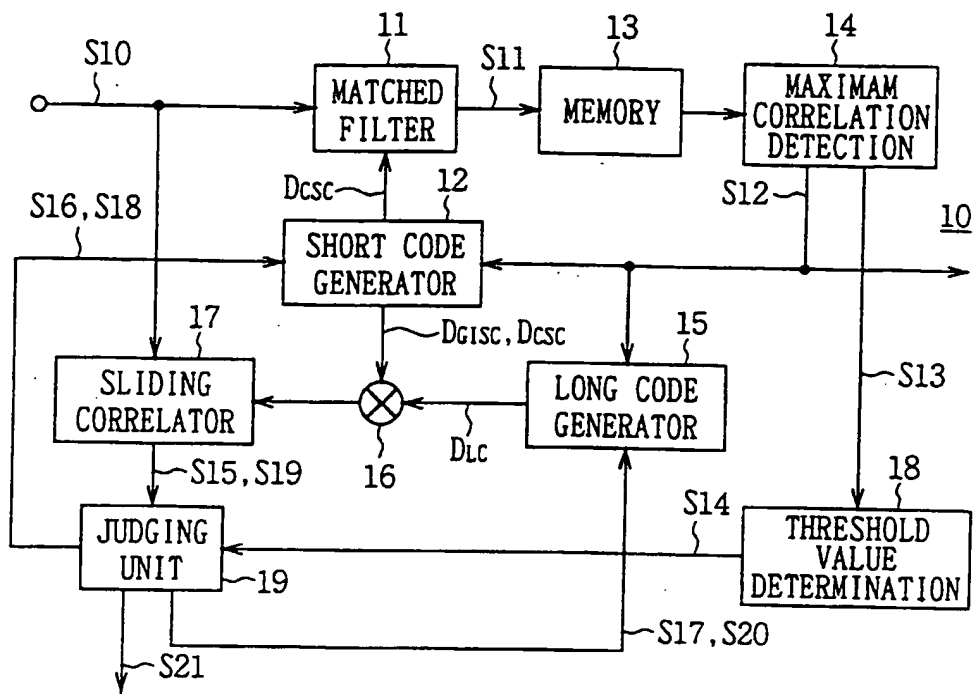 11
13
14
S10
S11
MATCHED
FILTER
MEMORY
MAXIMAM
CORRELATION
DETECTION
DCSC
12
S12
S16, S18
10
SHORT CODE
GENERATOR
17
DGISC, DCSC
15
S13
SLIDING
CORRELATOR
LONG CODE
GENERATOR
DLC
16
S15, S19
18
S14
JUDGING
UNIT
19
THRESHOLD
VALUE
DETERMINATION
S17, S20
S21